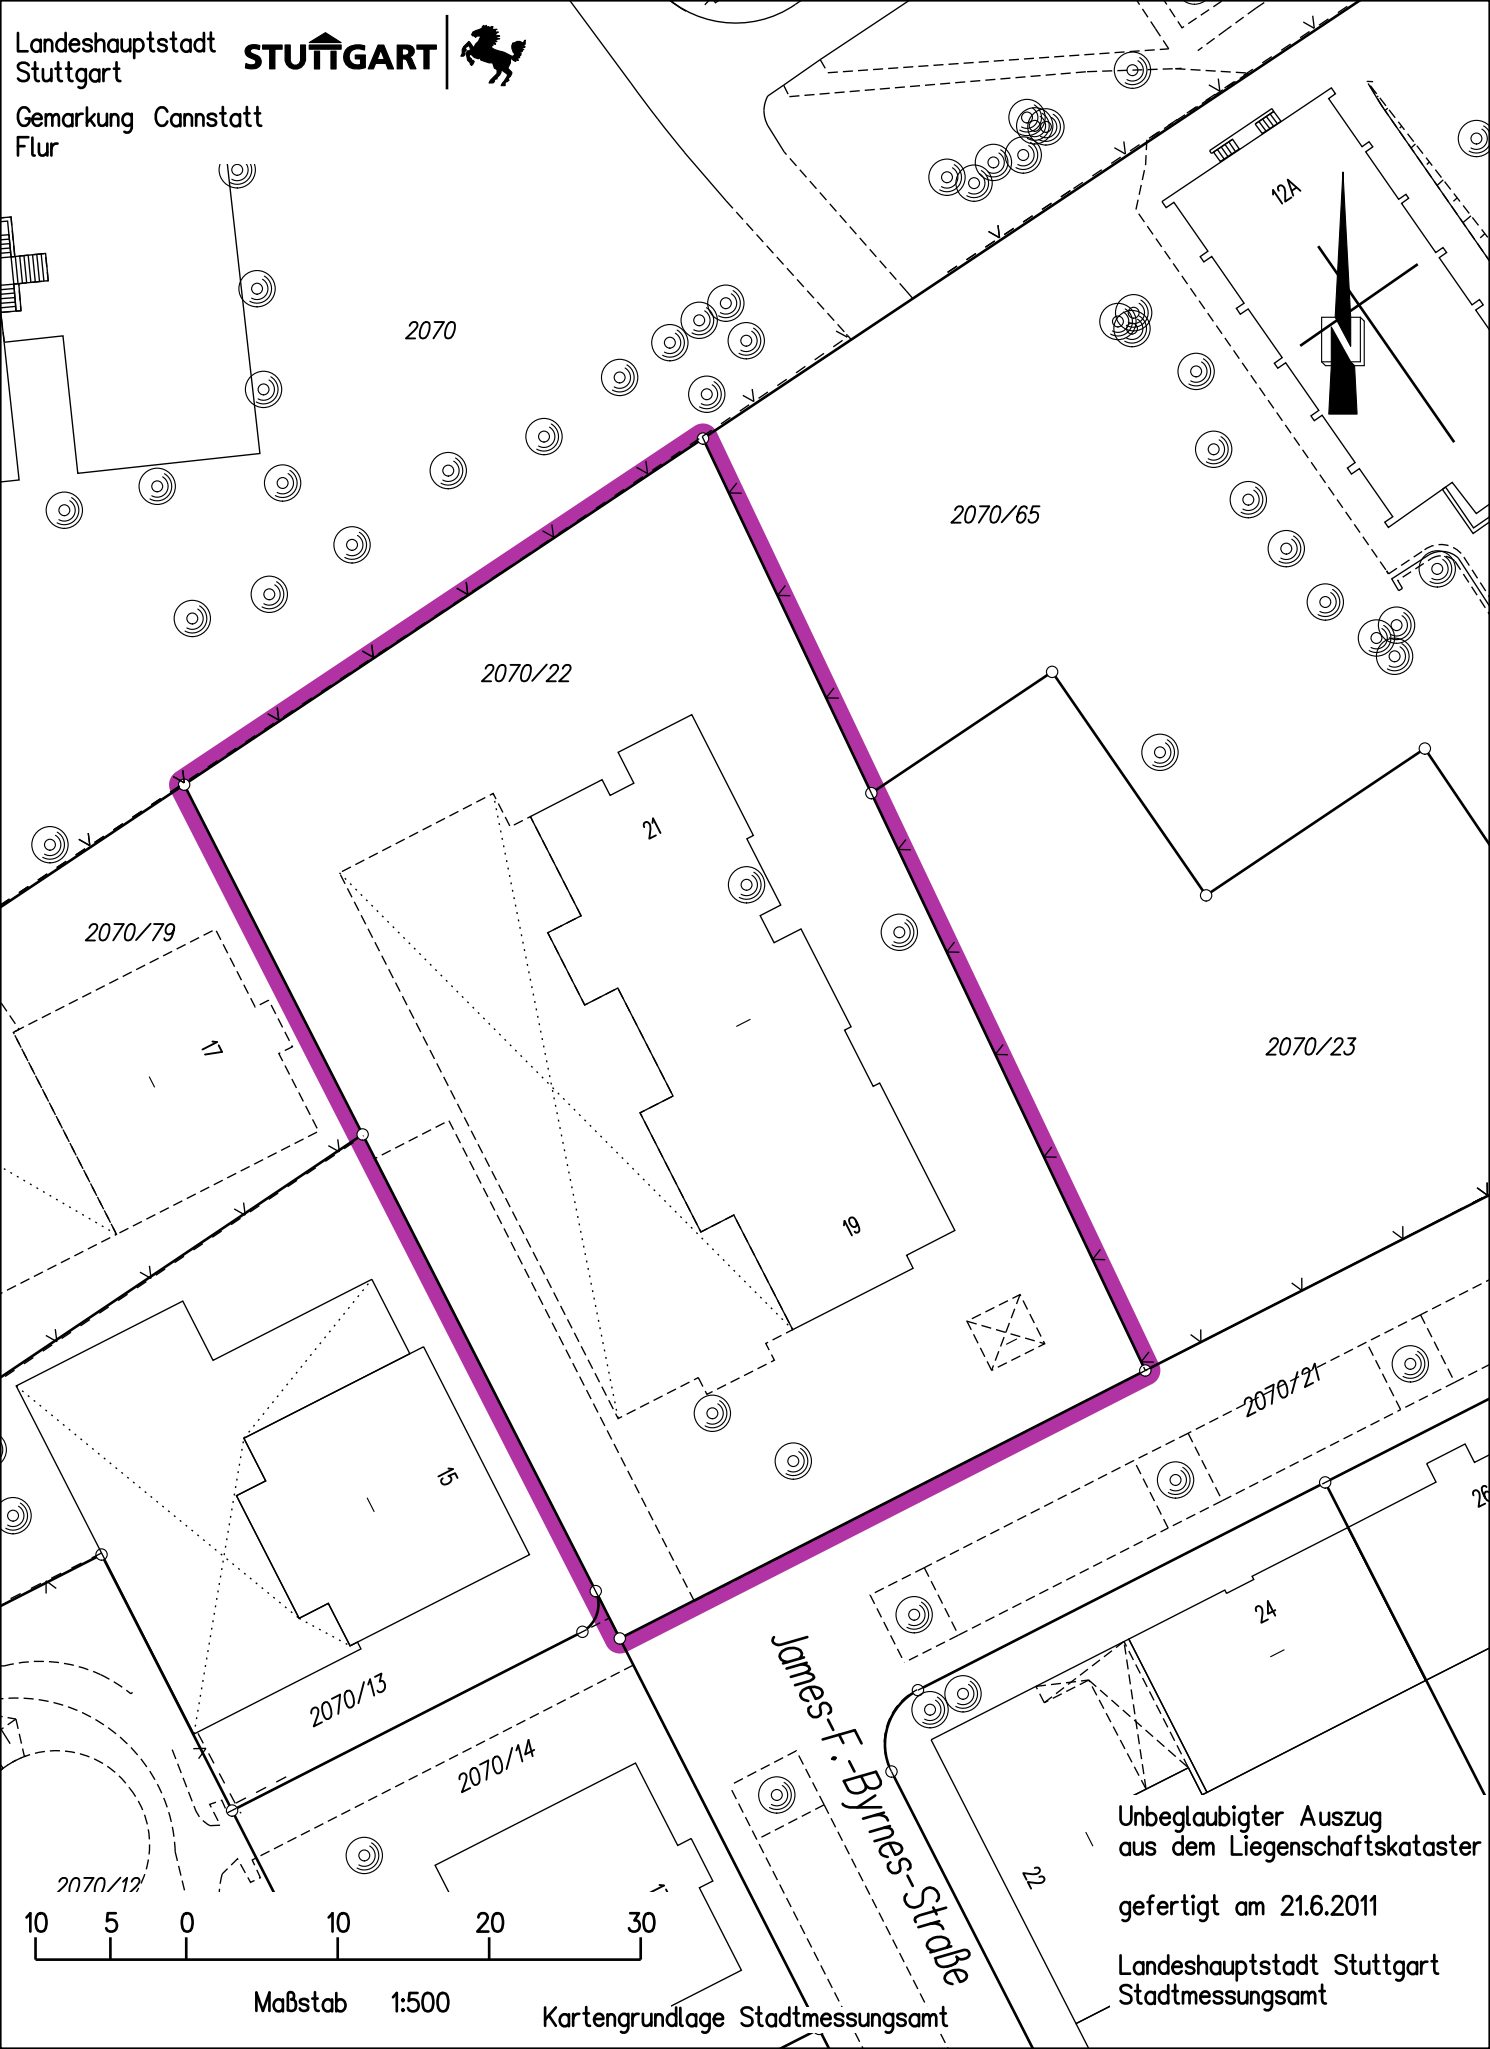 Landeshauptstadt
Stuttgart
STUTTGART
Gemarkung Cannstatt
Flur
12A
2070
N
2070/65
2070/22
21
2070/79
17
2070/23
19
2070/21
15
26
24
2070/13
2070/14
James-F.-Byrnes-Straße
22
2070/12
Unbeglaubigter Auszug
aus dem Liegenschaftskataster
gefertigt am 21.6.2011
Landeshauptstadt Stuttgart
Stadtmessungsamt
10 5 0 10 20 30
Maßstab 1:500
Kartengrundlage Stadtmessungsamt